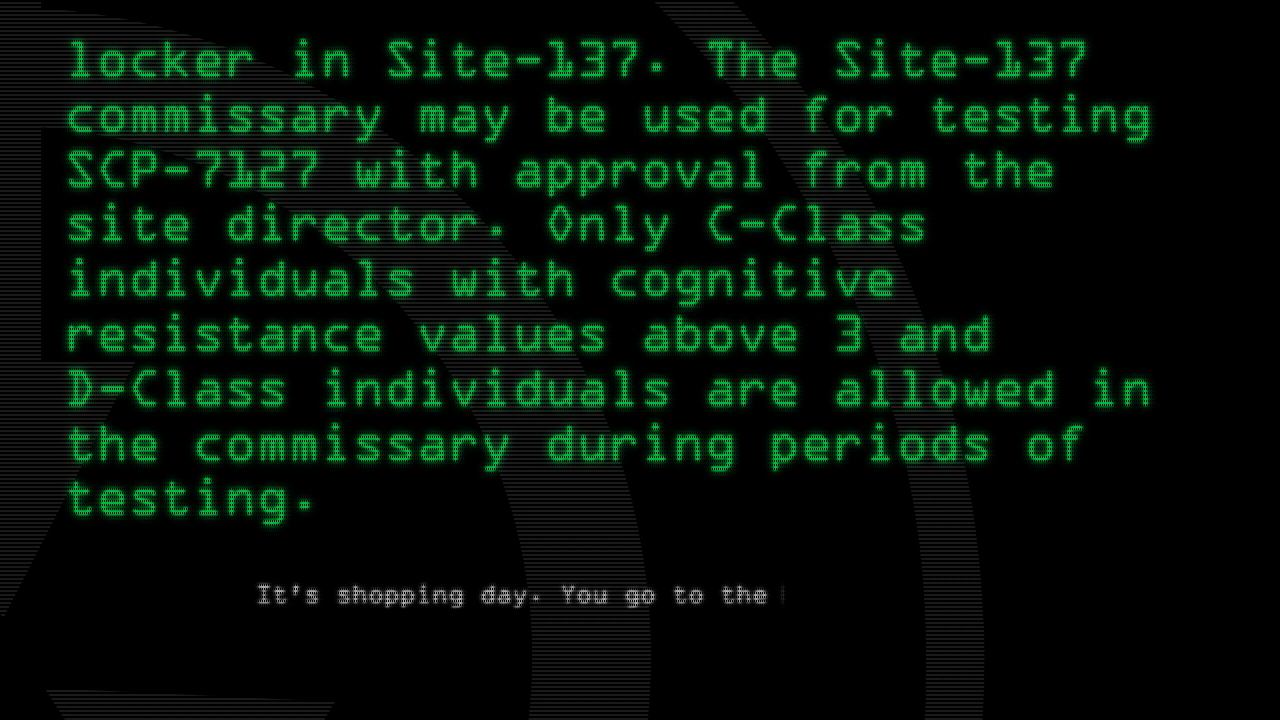 locker in Site-137. The Site-137
commissary may be used for testing
SCP-7127 with approval from the
site director. Only C-Class
individuals with cognitive
resistance values above 3 and
D-Class individuals are allowed in
the commissary during periods of
testing.
It's shopping day. You go to the